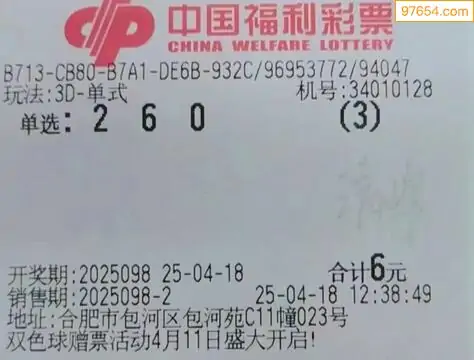 97654.com
中国福利彩票
CHINA WELFARE LOTTERY
B713-CB80-B7A1-DE6B-932C/96953772/94047
玩法:3D-单式 机号:34010128
单选: 2 6 0 (3)
开奖期:2025098 25-04-18 合计6元
销售期:2025098-2 25-04-18 12:38:49
地址:合肥市包河区包河苑C11幢023号
双色球赠票活动4月11日盛大开启!